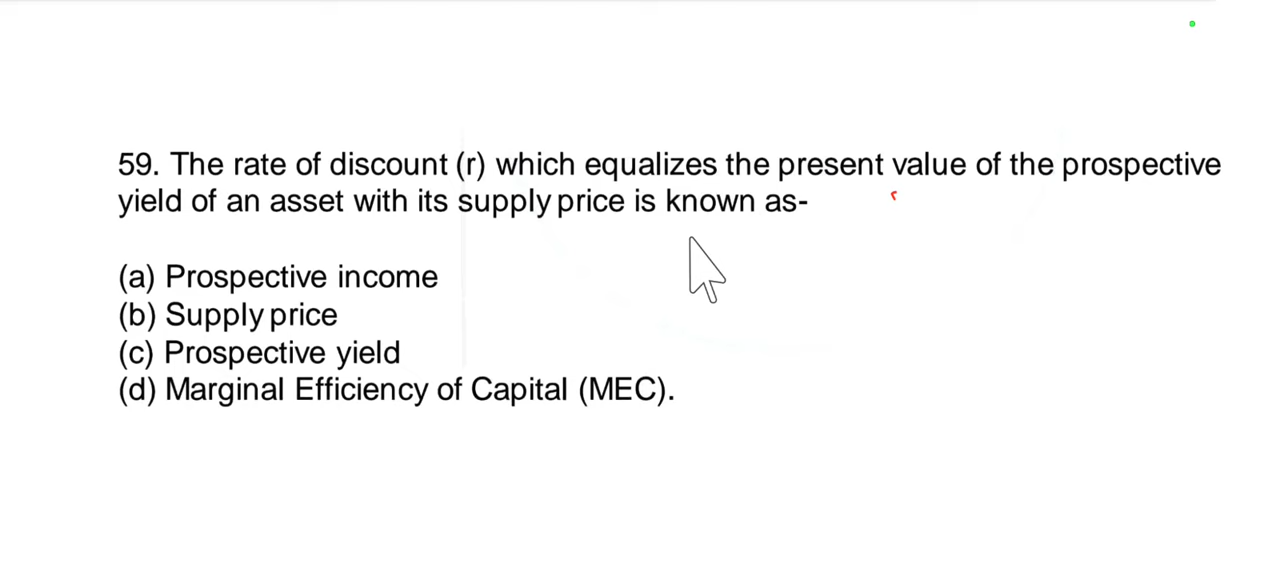 59. The rate of discount (r) which equalizes the present value of the prospective
yield of an asset with its supply price is known as-
(a) Prospective income
(b) Supply price
(c) Prospective yield
(d) Marginal Efficiency of Capital (MEC).